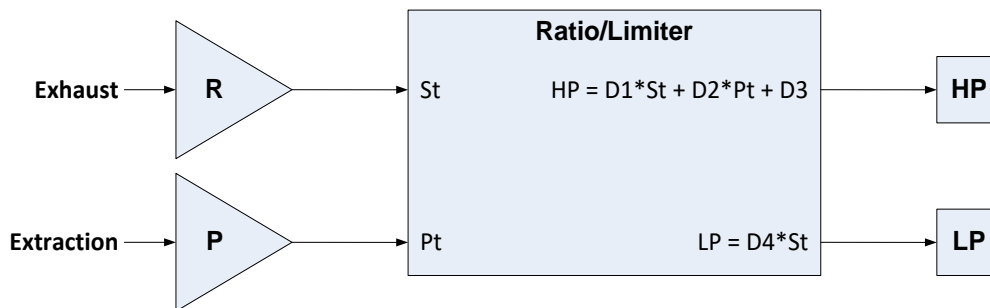 Ratio/Limiter
Exhaust
R
St
HP = D1*St + D2*Pt + D3
HP
Extraction
P
Pt
LP = D4*St
LP